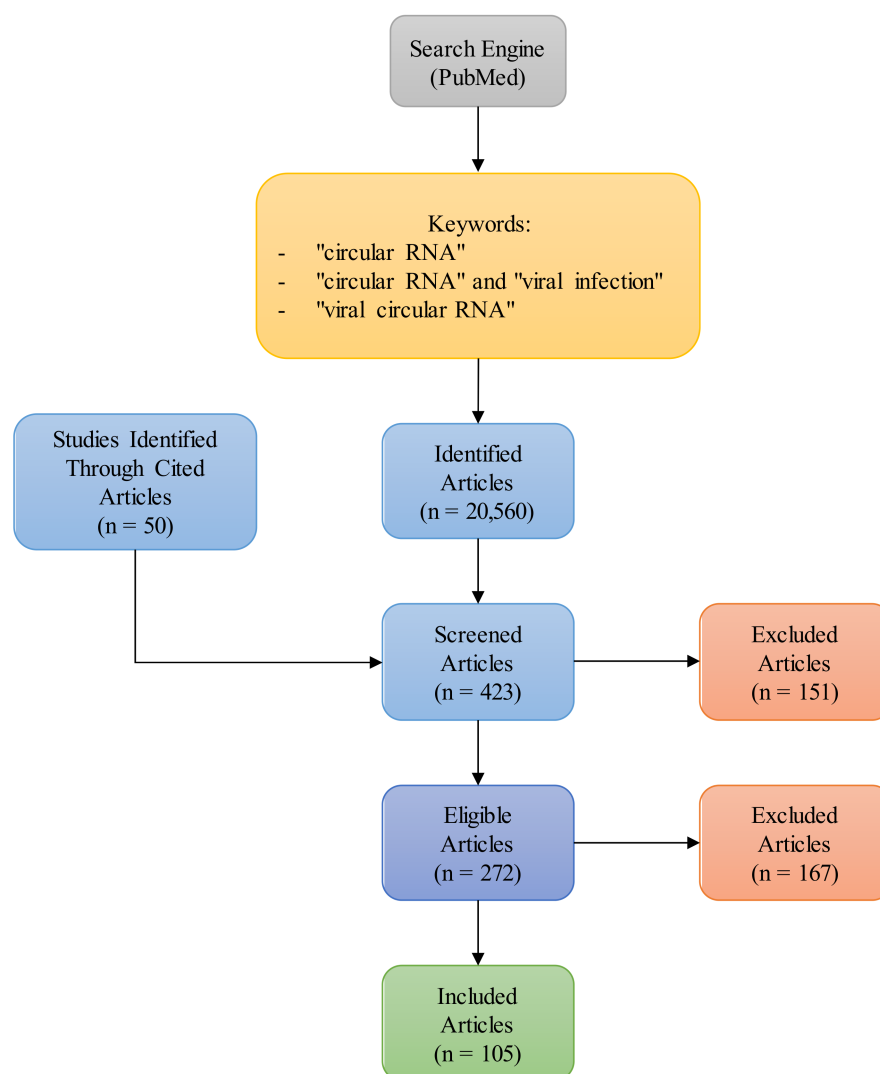 Search Engine
(PubMed)
Keywords:
- "circular RNA"
- "circular RNA" and "viral infection"
- "viral circular RNA"
Studies Identified
Through Cited
Articles
(n = 50)
Identified
Articles
(n = 20,560)
Screened
Articles
(n = 423)
Excluded
Articles
(n = 151)
Eligible
Articles
(n = 272)
Excluded
Articles
(n = 167)
Included
Articles
(n = 105)